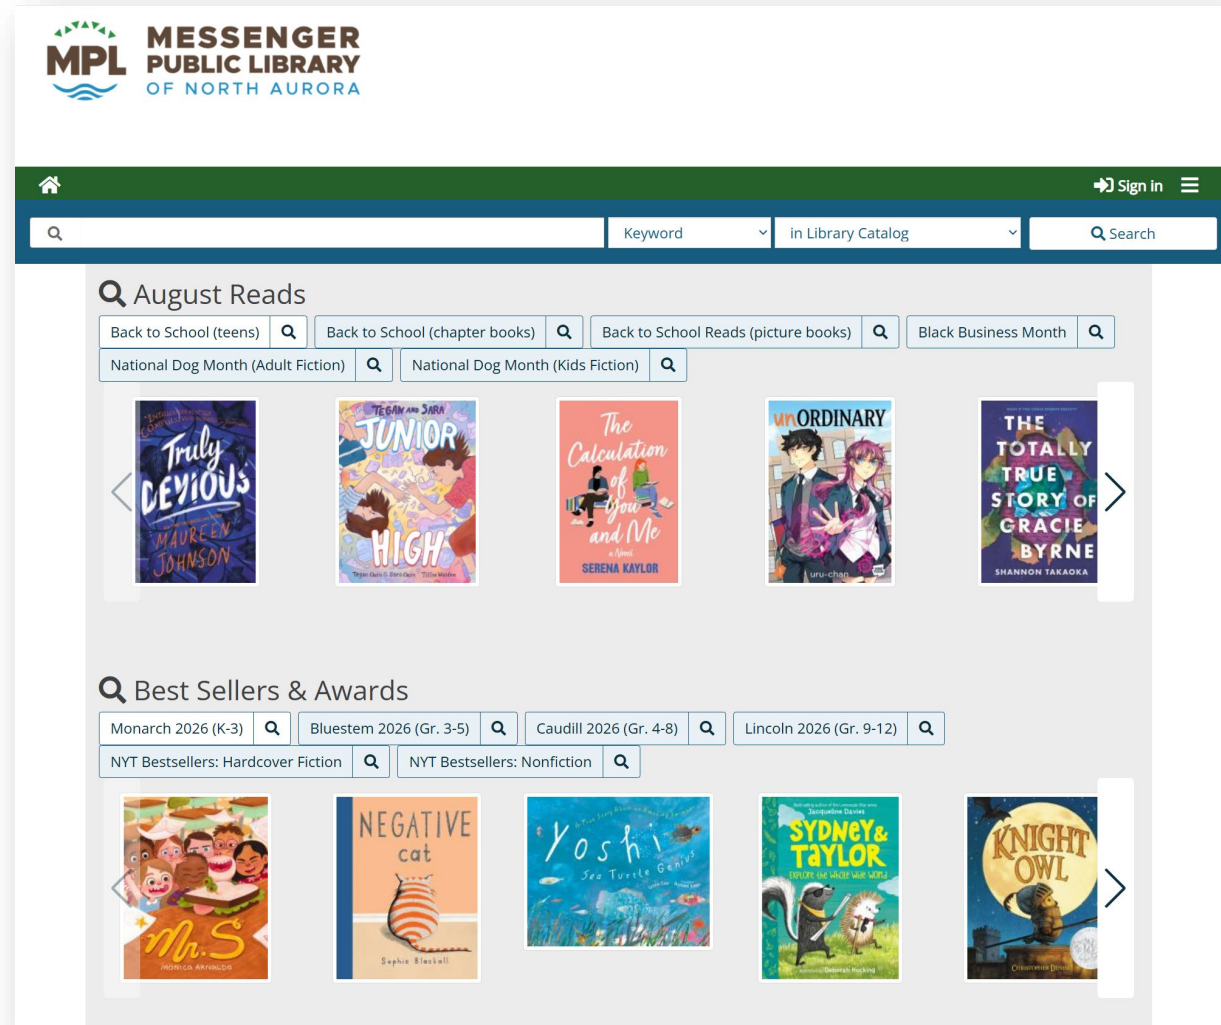 MPL
MESSENGER
PUBLIC LIBRARY
OF NORTH AURORA
Sign in
Keyword
in Library Catalog
Search
August Reads
Back to School (teens)
Back to School (chapter books)
Back to School Reads (picture books)
Black Business Month
National Dog Month (Adult Fiction)
National Dog Month (Kids Fiction)
Truly
DEVIOUS
MAUREEN
JOHNSON
TEGAN AND SARA
JUNIOR
HIGH
Tillie Walden
The
Calculation
of
You
and Me
a Novel
SERENA KAYLOR
unORDINARY
uru-chan
THE
TOTALLY
TRUE
STORY OF
GRACIE
BYRNE
SHANNON TAKAOKA
Best Sellers & Awards
Monarch 2026 (K-3)
Bluestem 2026 (Gr. 3-5)
Caudill 2026 (Gr. 4-8)
Lincoln 2026 (Gr. 9-12)
NYT Bestsellers: Hardcover Fiction
NYT Bestsellers: Nonfiction
Mr. S
MONICA ARNALDO
NEGATIVE
cat
Sophie Blackall
Yoshi
Sea Turtle Genius
Jacqueline Davies
SYDNEY &
TAYLOR
EXPLORE the WHOLE WIDE WORLD
Deborah Hocking
KNIGHT
OWL
CHRISTOPHER DENISE